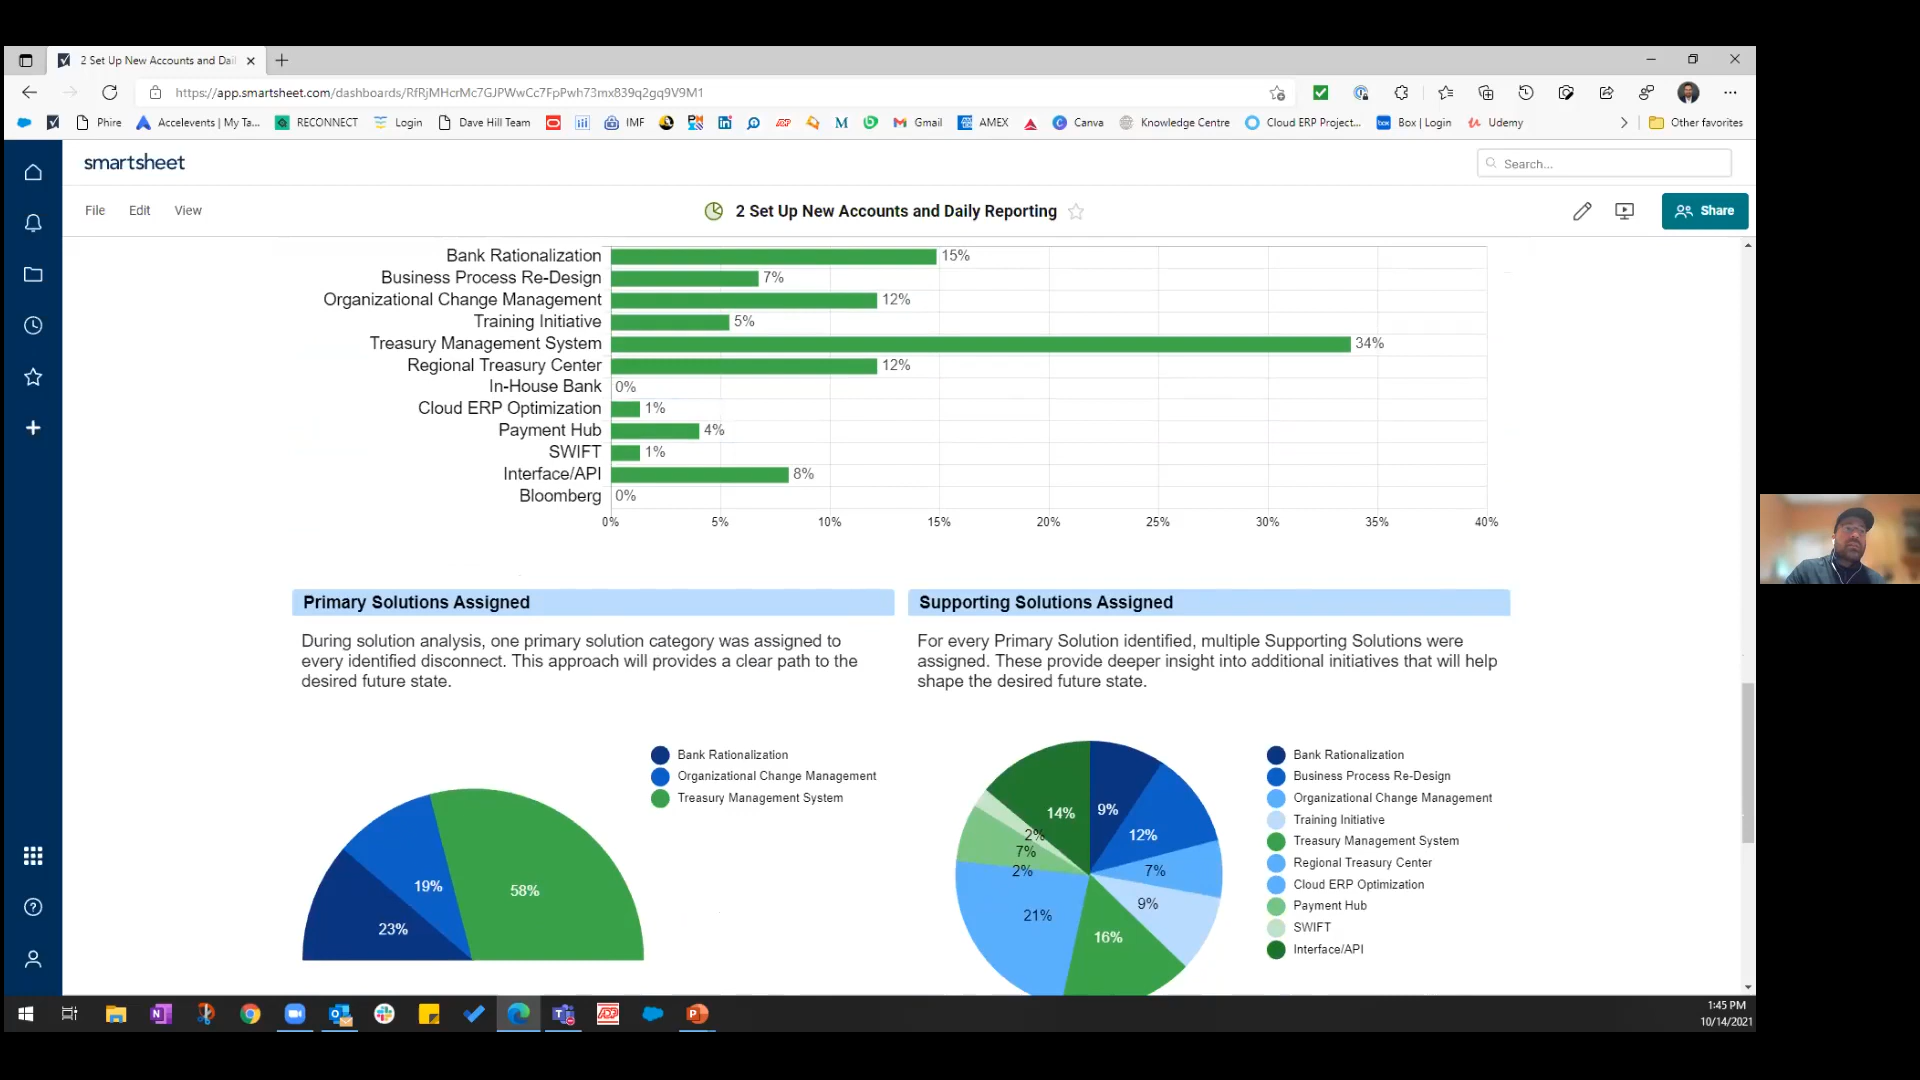 2 Set Up New Accounts and Dail
https://app.smartsheet.com/dashboards/RfRjMHcrMc7GJPWwCc7FpPwh73mx839q2gq9V9M1
Phire
Accelevents | My Ta...
RECONNECT
Login
Dave Hill Team
IMF
Gmail
AMEX
Canva
Knowledge Centre
Cloud ERP Project...
Box | Login
Udemy
Other favorites
smartsheet
Search...
File Edit View
2 Set Up New Accounts and Daily Reporting
Share
Bank Rationalization 15%
Business Process Re-Design 7%
Organizational Change Management 12%
Training Initiative 5%
Treasury Management System 34%
Regional Treasury Center 12%
In-House Bank 0%
Cloud ERP Optimization 1%
Payment Hub 4%
SWIFT 1%
Interface/API 8%
Bloomberg 0%
0% 5% 10% 15% 20% 25% 30% 35% 40%
Primary Solutions Assigned
During solution analysis, one primary solution category was assigned to
every identified disconnect. This approach will provides a clear path to the
desired future state.
Bank Rationalization
Organizational Change Management
Treasury Management System
19%
58%
23%
Supporting Solutions Assigned
For every Primary Solution identified, multiple Supporting Solutions were
assigned. These provide deeper insight into additional initiatives that will help
shape the desired future state.
14%
9%
12%
2%
7%
2%
7%
9%
21%
16%
Bank Rationalization
Business Process Re-Design
Organizational Change Management
Training Initiative
Treasury Management System
Regional Treasury Center
Cloud ERP Optimization
Payment Hub
SWIFT
Interface/API
1:45 PM
10/14/2021